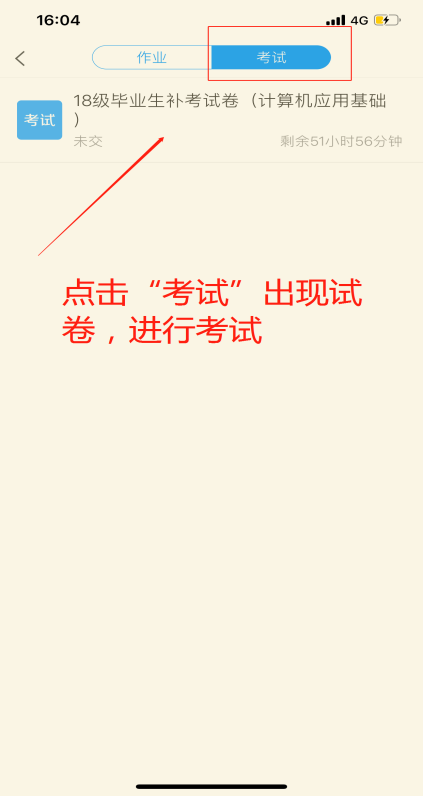 16:04
4G
作业
考试
考试
18级毕业生补考试卷（计算机应用基础
）
未交
剩余51小时56分钟
点击“考试”出现试
卷，进行考试